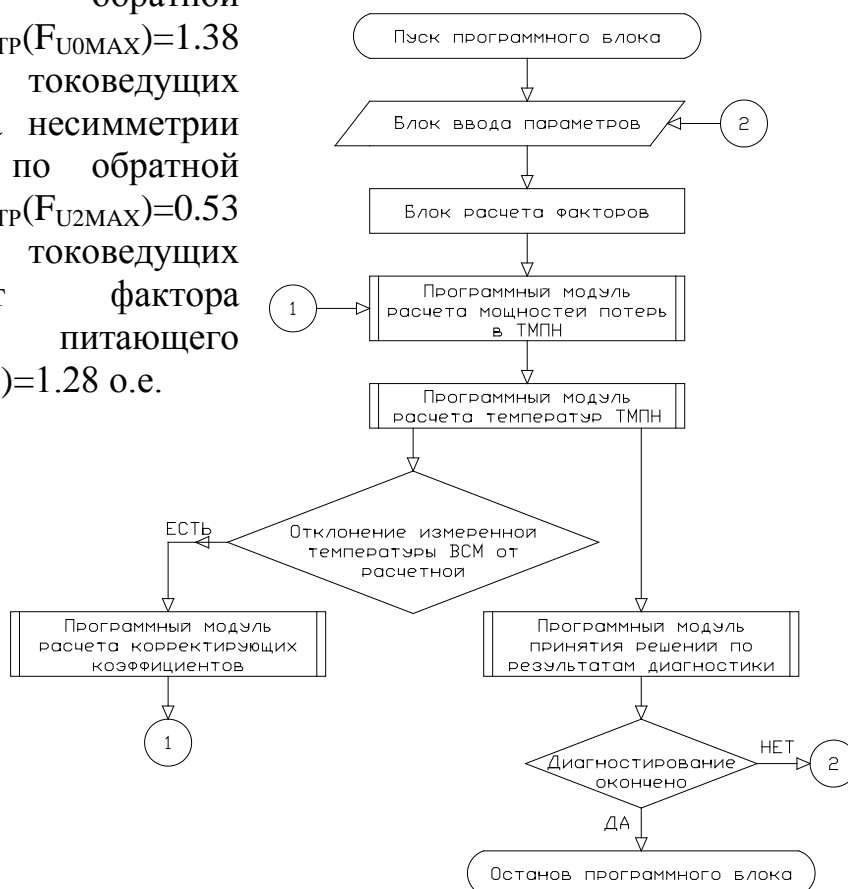 обратной
ТР(FU0MAX)=1.38
токоведущих
несимметрии
по обратной
ТР(FU2MAX)=0.53
токоведущих
фактора
питающего
)=1.28 о.е.
Пуск программного блока
Блок ввода параметров
2
Блок расчета факторов
1
Программный модуль
расчета мощностей потерь
в ТМПН
Программный модуль
расчета температур ТМПН
ЕСТЬ
Отклонение измеренной
температуры ВСМ от
расчетной
Программный модуль
расчета корректирующих
коэффициентов
1
Программный модуль
принятия решений по
результатам диагностики
Диагностирование
окончено
НЕТ
2
ДА
Останов программного блока